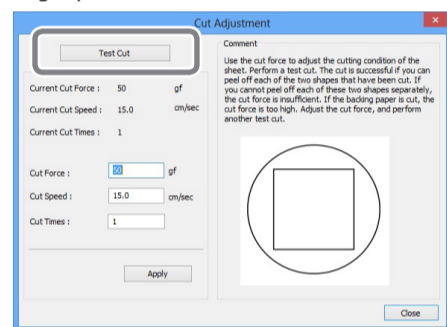 Cut Adjustment
Test Cut
Current Cut Force : 50 gf
Current Cut Speed : 15.0 cm/sec
Current Cut Times : 1
Cut Force : 50 gf
Cut Speed : 15.0 cm/sec
Cut Times : 1
Apply
Comment
Use the cut force to adjust the cutting condition of the
sheet. Perform a test cut. The cut is successful if you can
peel off each of the two shapes that have been cut. If
you cannot peel off each of these two shapes separately,
the cut force is insufficient. If the backing paper is cut, the
cut force is too high. Adjust the cut force, and perform
another test cut.
Close